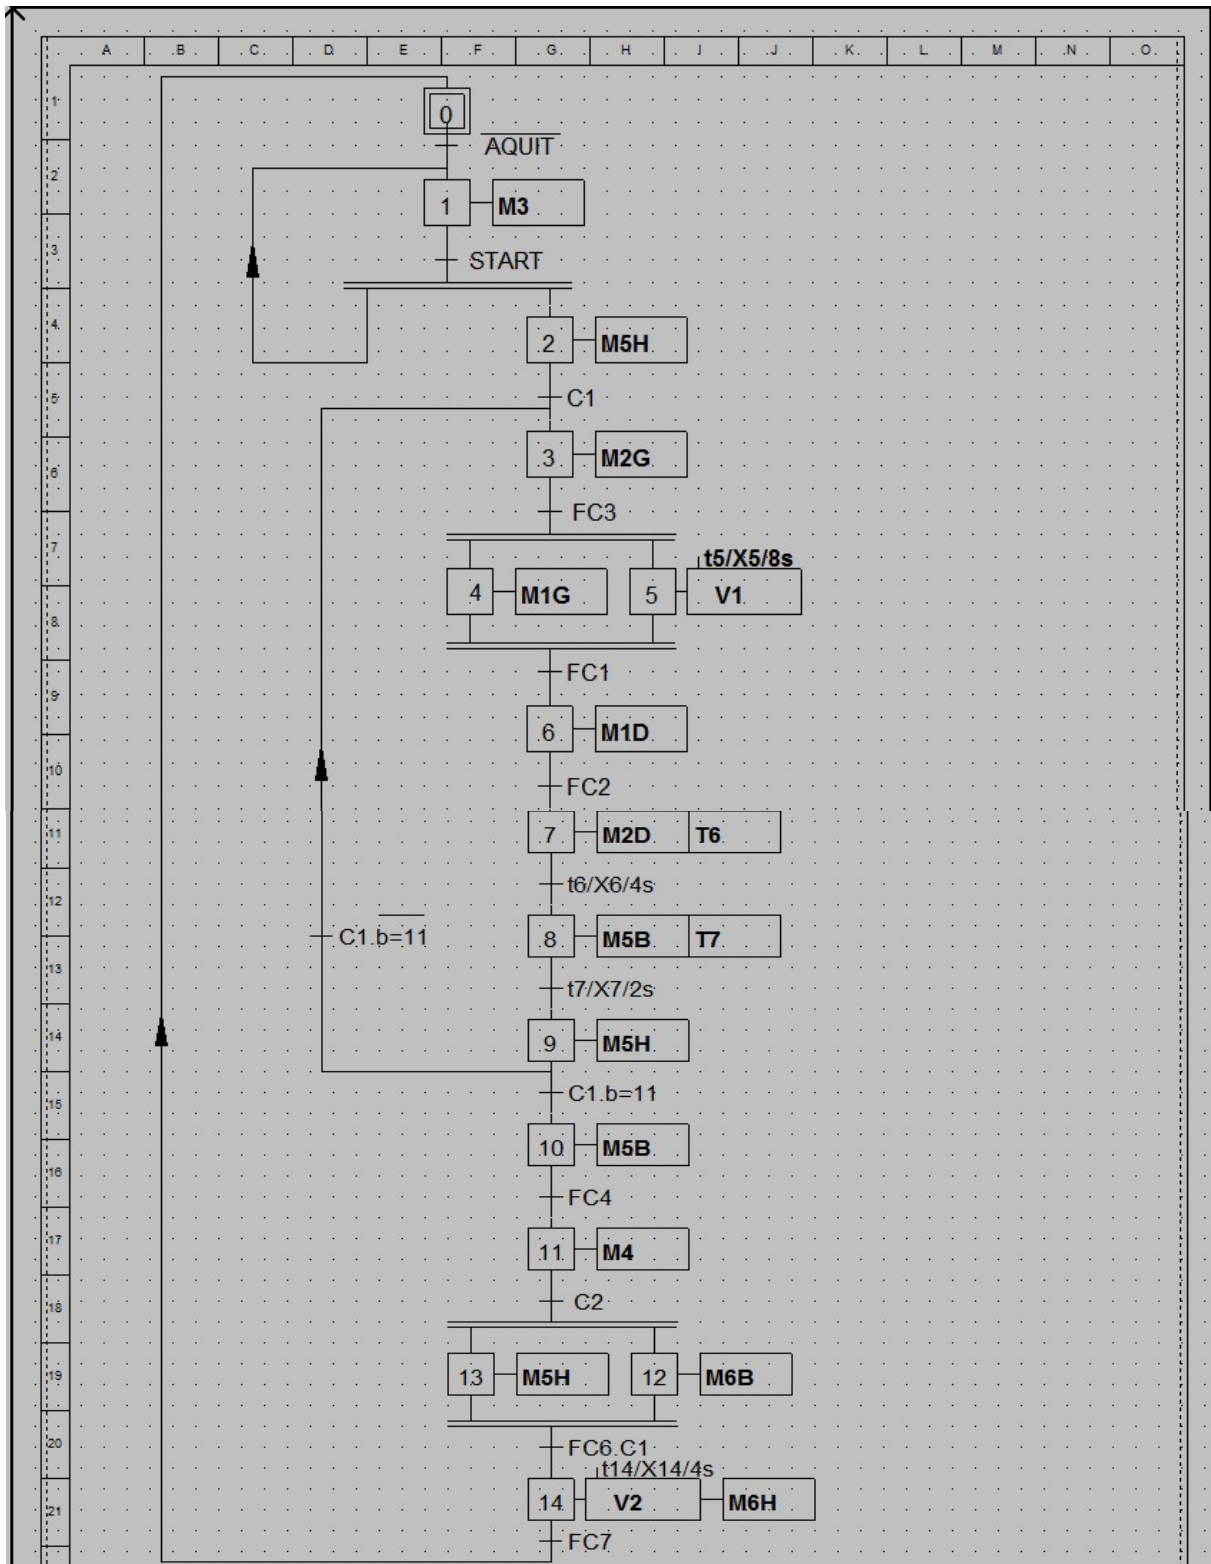 A B C D E F G H I J K L M N O
1
0
AQUIT
2
1 M3
3
START
4
2 M5H
5
C1
3 M2G
6
FC3
7
t5/X5/8s
4 M1G 5 V1
8
FC1
9
6 M1D
10
FC2
11
7 M2D T6
t6/X6/4s
12
C1.b=11 8 M5B T7
13
t7/X7/2s
14
9 M5H
C1.b=11
15
10 M5B
16
FC4
17
11 M4
18
C2
19
13 M5H 12 M6B
20
FC6.C1
t14/X14/4s
14 V2 M6H
21
FC7